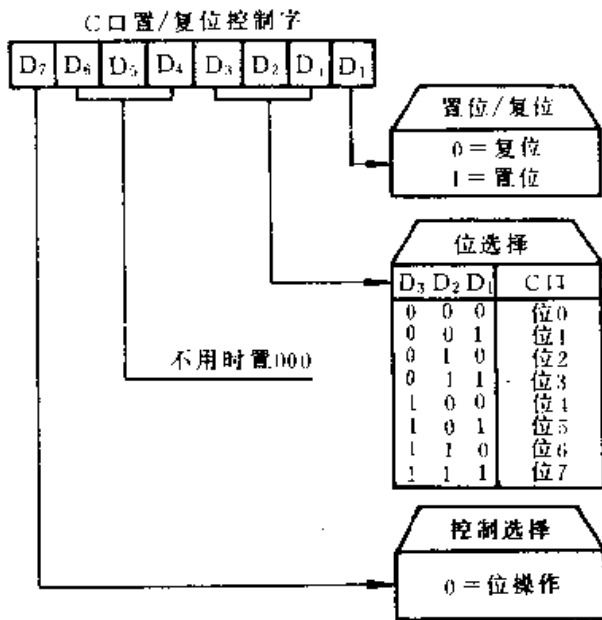 C口置/复位控制字
D7 D6 D5 D4 D3 D2 D1 D1
置位/复位
0=复位
1=置位
位选择
D3 D2 D1 C口
0 0 0 位0
0 0 1 位1
0 1 0 位2
0 1 1 位3
1 0 0 位4
1 0 1 位5
1 1 0 位6
1 1 1 位7
不用时置000
控制选择
0=位操作